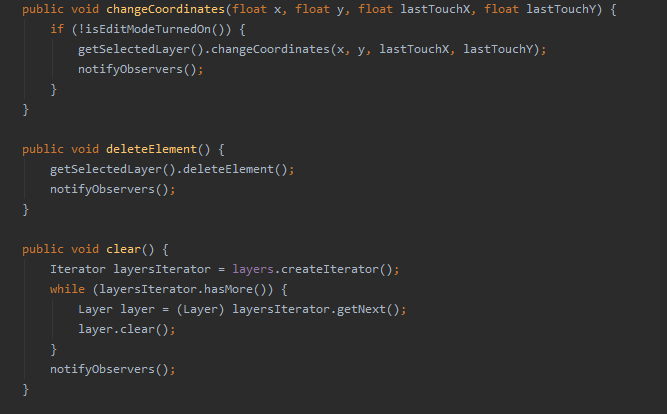 public void changeCoordinates(float x, float y, float lastTouchX, float lastTouchY) {
if (!isEditModeTurnedOn()) {
getSelectedLayer().changeCoordinates(x, y, lastTouchX, lastTouchY);
notifyObservers();
}
}
public void deleteElement() {
getSelectedLayer().deleteElement();
notifyObservers();
}
public void clear() {
Iterator layersIterator = layers.createIterator();
while (layersIterator.hasMore()) {
Layer layer = (Layer) layersIterator.getNext();
layer.clear();
}
notifyObservers();
}